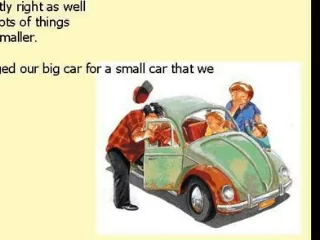 tly right as well
ots of things
maller.
ged our big car for a small car that we